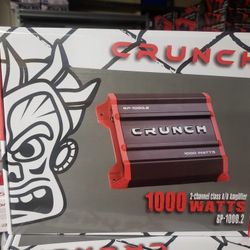 CRUNCH
GP-1000.2
CRUNCH
1000 WATTS
2-channel Class A/B Amplifier
1000 WATTS
GP-1000.2